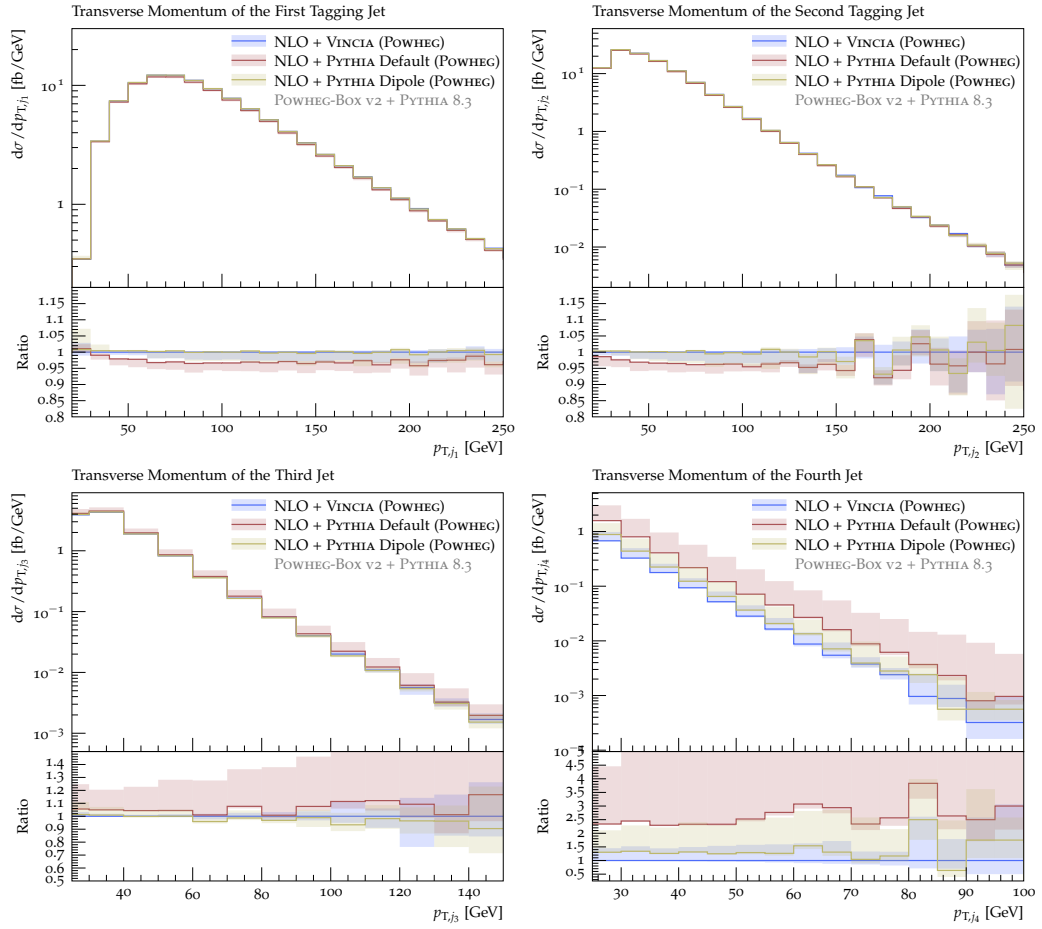 Transverse Momentum of the First Tagging Jet
dσ/dp_T,j1 [fb/GeV]
10^1
1
NLO + VINCIA (POWHEG)
NLO + PYTHIA Default (POWHEG)
NLO + PYTHIA Dipole (POWHEG)
POWHEG-BOX v2 + PYTHIA 8.3
Ratio
1.15
1.1
1.05
1
0.95
0.9
0.85
0.8
50 100 150 200 250
p_T,j1 [GeV]
Transverse Momentum of the Second Tagging Jet
dσ/dp_T,j2 [fb/GeV]
10^1
1
10^−1
10^−2
NLO + VINCIA (POWHEG)
NLO + PYTHIA Default (POWHEG)
NLO + PYTHIA Dipole (POWHEG)
POWHEG-BOX v2 + PYTHIA 8.3
Ratio
1.15
1.1
1.05
1
0.95
0.9
0.85
0.8
50 100 150 200 250
p_T,j2 [GeV]
Transverse Momentum of the Third Jet
dσ/dp_T,j3 [fb/GeV]
1
10^−1
10^−2
10^−3
NLO + VINCIA (POWHEG)
NLO + PYTHIA Default (POWHEG)
NLO + PYTHIA Dipole (POWHEG)
POWHEG-BOX v2 + PYTHIA 8.3
Ratio
1.4
1.3
1.2
1.1
1
0.9
0.8
0.7
0.6
0.5
40 60 80 100 120 140
p_T,j3 [GeV]
Transverse Momentum of the Fourth Jet
dσ/dp_T,j4 [fb/GeV]
1
10^−1
10^−2
10^−3
NLO + VINCIA (POWHEG)
NLO + PYTHIA Default (POWHEG)
NLO + PYTHIA Dipole (POWHEG)
POWHEG-BOX v2 + PYTHIA 8.3
Ratio
4.5
4
3.5
3
2.5
2
1.5
1
0.5
30 40 50 60 70 80 90 100
p_T,j4 [GeV]